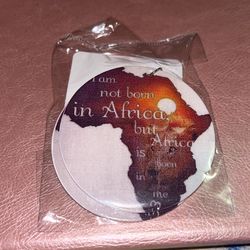 I am
not born
in Africa,
but
Africa
is
Born
in
me